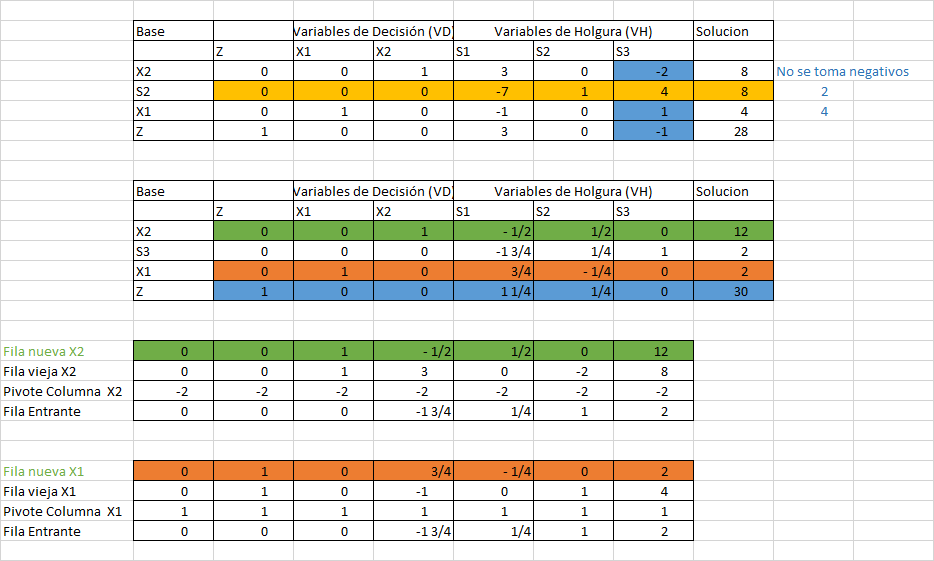 Base Variables de Decisión (VD) Variables de Holgura (VH) Solucion
Z X1 X2 S1 S2 S3
X2 0 0 1 3 0 -2 8 No se toma negativos
S2 0 0 0 -7 1 4 8 2
X1 0 1 0 -1 0 1 4 4
Z 1 0 0 3 0 -1 28
Base Variables de Decisión (VD) Variables de Holgura (VH) Solucion
Z X1 X2 S1 S2 S3
X2 0 0 1 - 1/2 1/2 0 12
S3 0 0 0 -1 3/4 1/4 1 2
X1 0 1 0 3/4 - 1/4 0 2
Z 1 0 0 1 1/4 1/4 0 30
Fila nueva X2 0 0 1 - 1/2 1/2 0 12
Fila vieja X2 0 0 1 3 0 -2 8
Pivote Columna X2 -2 -2 -2 -2 -2 -2 -2
Fila Entrante 0 0 0 -1 3/4 1/4 1 2
Fila nueva X1 0 1 0 3/4 - 1/4 0 2
Fila vieja X1 0 1 0 -1 0 1 4
Pivote Columna X1 1 1 1 1 1 1 1
Fila Entrante 0 0 0 -1 3/4 1/4 1 2